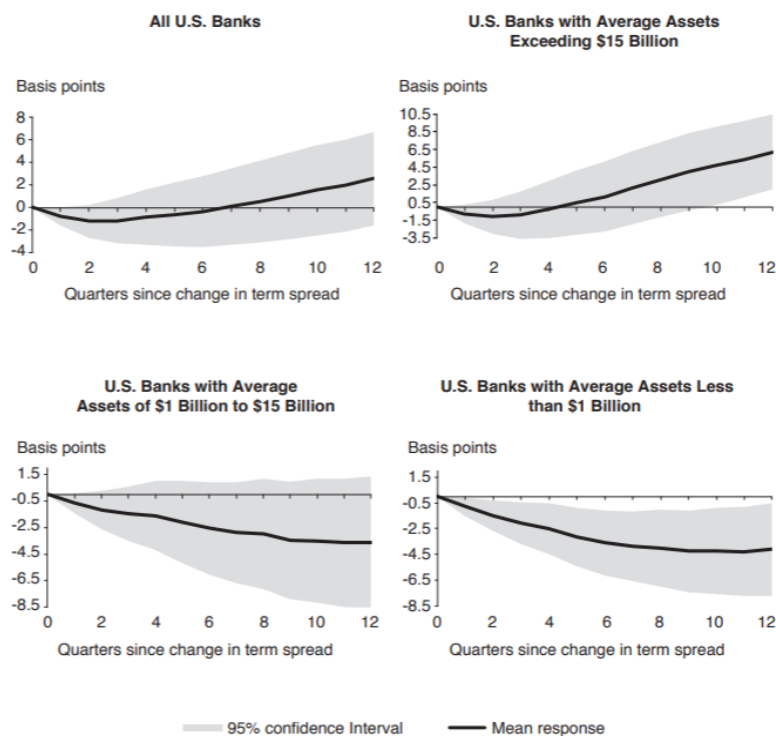 All U.S. Banks
Basis points
8
6
4
2
0
-2
-4
0 2 4 6 8 10 12
Quarters since change in term spread
U.S. Banks with Average Assets
Exceeding $15 Billion
Basis points
10.5
8.5
6.5
4.5
2.5
0.5
-1.5
-3.5
0 2 4 6 8 10 12
Quarters since change in term spread
U.S. Banks with Average
Assets of $1 Billion to $15 Billion
Basis points
1.5
-0.5
-2.5
-4.5
-6.5
-8.5
0 2 4 6 8 10 12
Quarters since change in term spread
U.S. Banks with Average Assets Less
than $1 Billion
Basis points
1.5
-0.5
-2.5
-4.5
-6.5
-8.5
0 2 4 6 8 10 12
Quarters since change in term spread
95% confidence Interval
Mean response